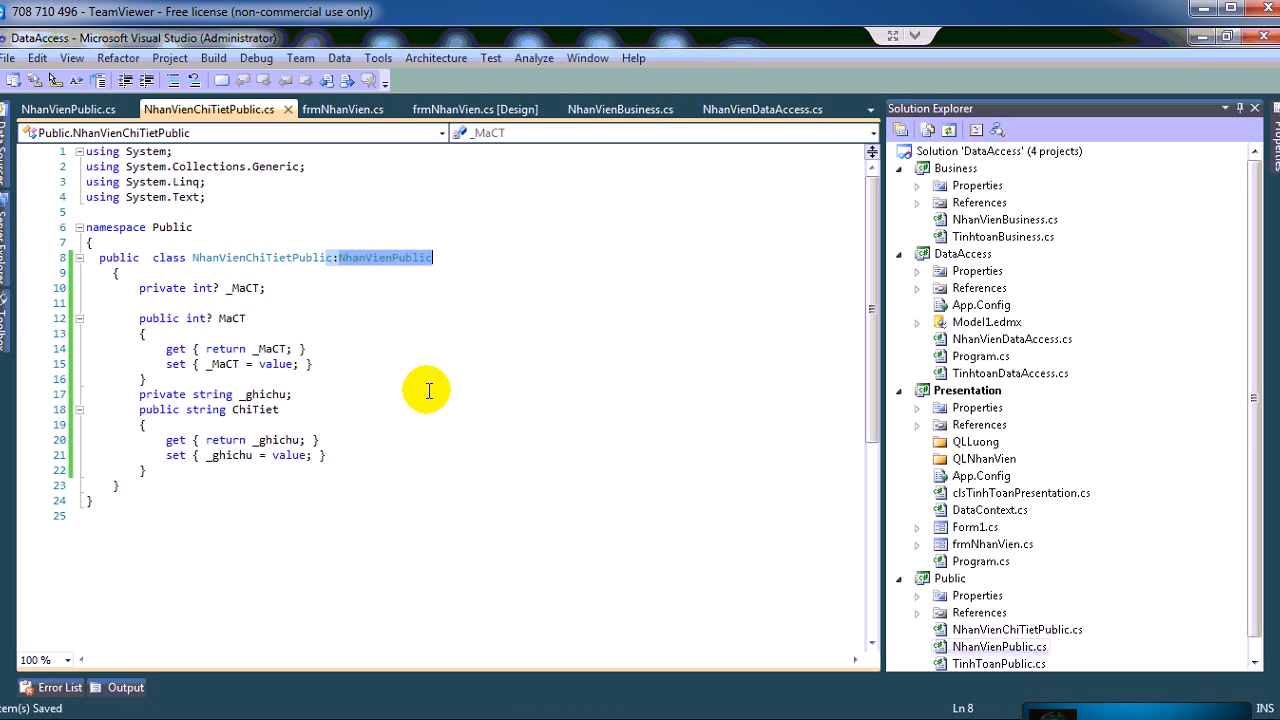 708 710 496 - TeamViewer - Free license (non-commercial use only)
DataAccess - Microsoft Visual Studio (Administrator)
File Edit View Refactor Project Build Debug Team Data Tools Architecture Test Analyze Window Help
NhanVienPublic.cs NhanVienChiTietPublic.cs frmNhanVien.cs frmNhanVien.cs [Design] NhanVienBusiness.cs NhanVienDataAccess.cs
Public.NhanVienChiTietPublic _MaCT
1 using System;
2 using System.Collections.Generic;
3 using System.Linq;
4 using System.Text;
5
6 namespace Public
7 {
8 public class NhanVienChiTietPublic:NhanVienPublic
9 {
10 private int? _MaCT;
11
12 public int? MaCT
13 {
14 get { return _MaCT; }
15 set { _MaCT = value; }
16 }
17 private string _ghichu;
18 public string ChiTiet
19 {
20 get { return _ghichu; }
21 set { _ghichu = value; }
22 }
23 }
24 }
25
100 %
Error List Output
em(s) Saved
Ln 8
INS
Solution Explorer
Solution 'DataAccess' (4 projects)
Business
Properties
References
NhanVienBusiness.cs
TinhtoanBusiness.cs
DataAccess
Properties
References
App.Config
Model1.edmx
NhanVienDataAccess.cs
Program.cs
TinhtoanDataAccess.cs
Presentation
Properties
References
QLLuong
QLNhanVien
App.Config
clsTinhToanPresentation.cs
DataContext.cs
Form1.cs
frmNhanVien.cs
Program.cs
Public
Properties
References
NhanVienChiTietPublic.cs
NhanVienPublic.cs
TinhToanPublic.cs
Data Sources
Server Explorer
Toolbox